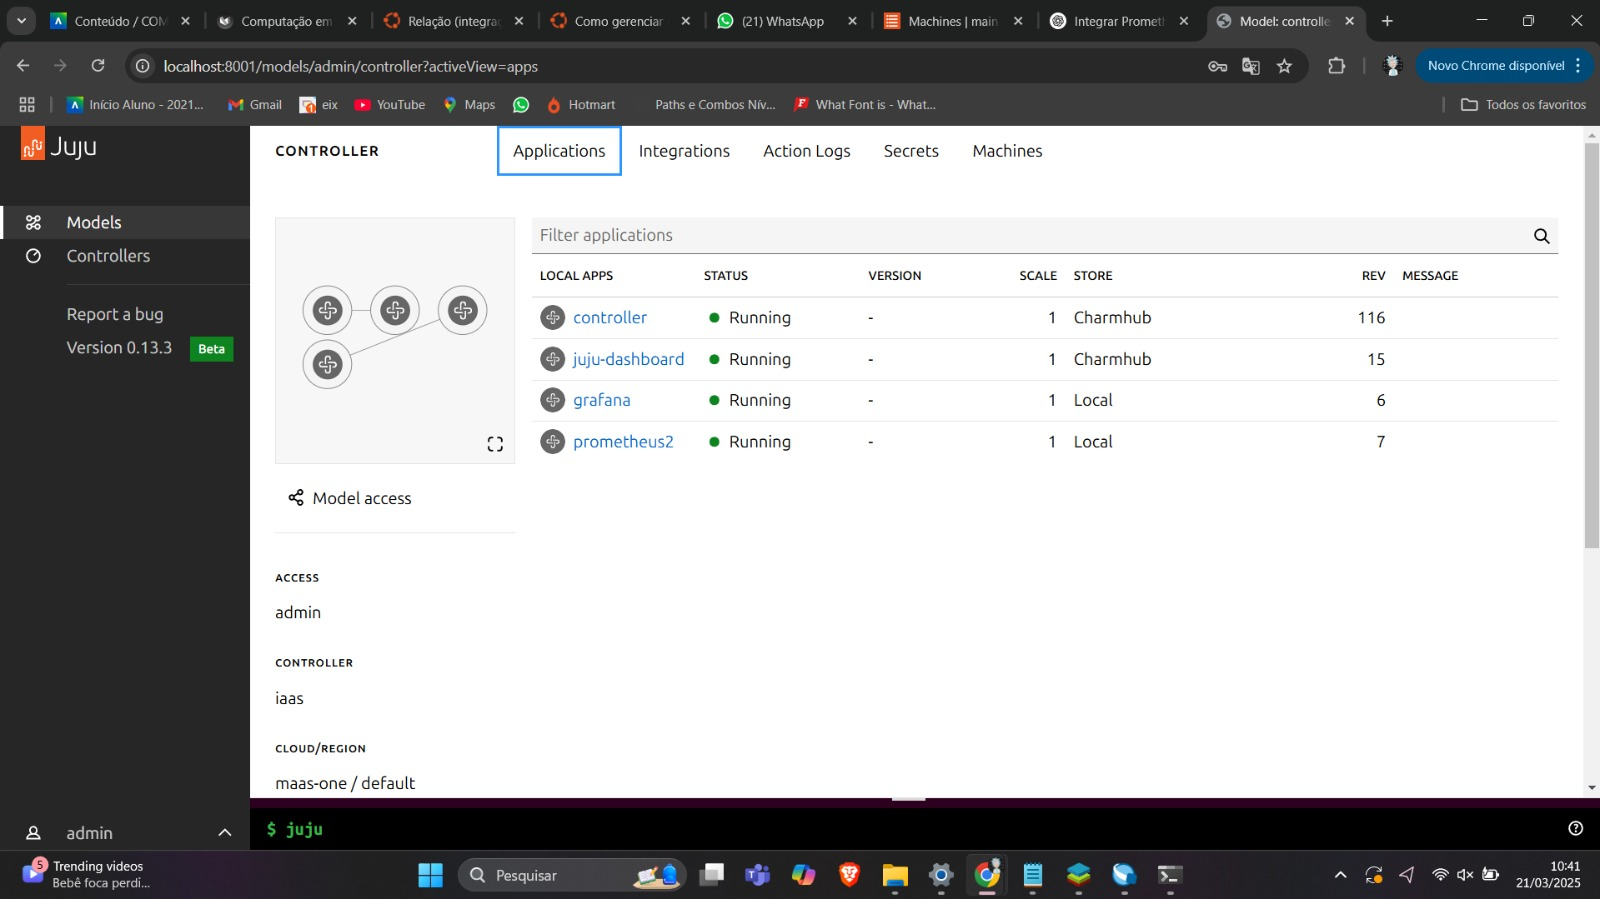 Conteúdo / COM
Computação em
Relação (integraç
Como gerenciar
(21) WhatsApp
Machines | main
Integrar Prometh
Model: controlle
localhost:8001/models/admin/controller?activeView=apps
Novo Chrome disponível
Início Aluno - 2021...
Gmail
eix
YouTube
Maps
Hotmart
Paths e Combos Nív...
What Font is - What...
Todos os favoritos
Juju
CONTROLLER
Applications
Integrations
Action Logs
Secrets
Machines
Models
Controllers
Report a bug
Version 0.13.3
Beta
Filter applications
LOCAL APPS STATUS VERSION SCALE STORE REV MESSAGE
controller Running - 1 Charmhub 116
juju-dashboard Running - 1 Charmhub 15
grafana Running - 1 Local 6
prometheus2 Running - 1 Local 7
Model access
ACCESS
admin
CONTROLLER
iaas
CLOUD/REGION
maas-one / default
admin
$ juju
5
Trending videos
Bebê foca perdi...
Pesquisar
10:41
21/03/2025